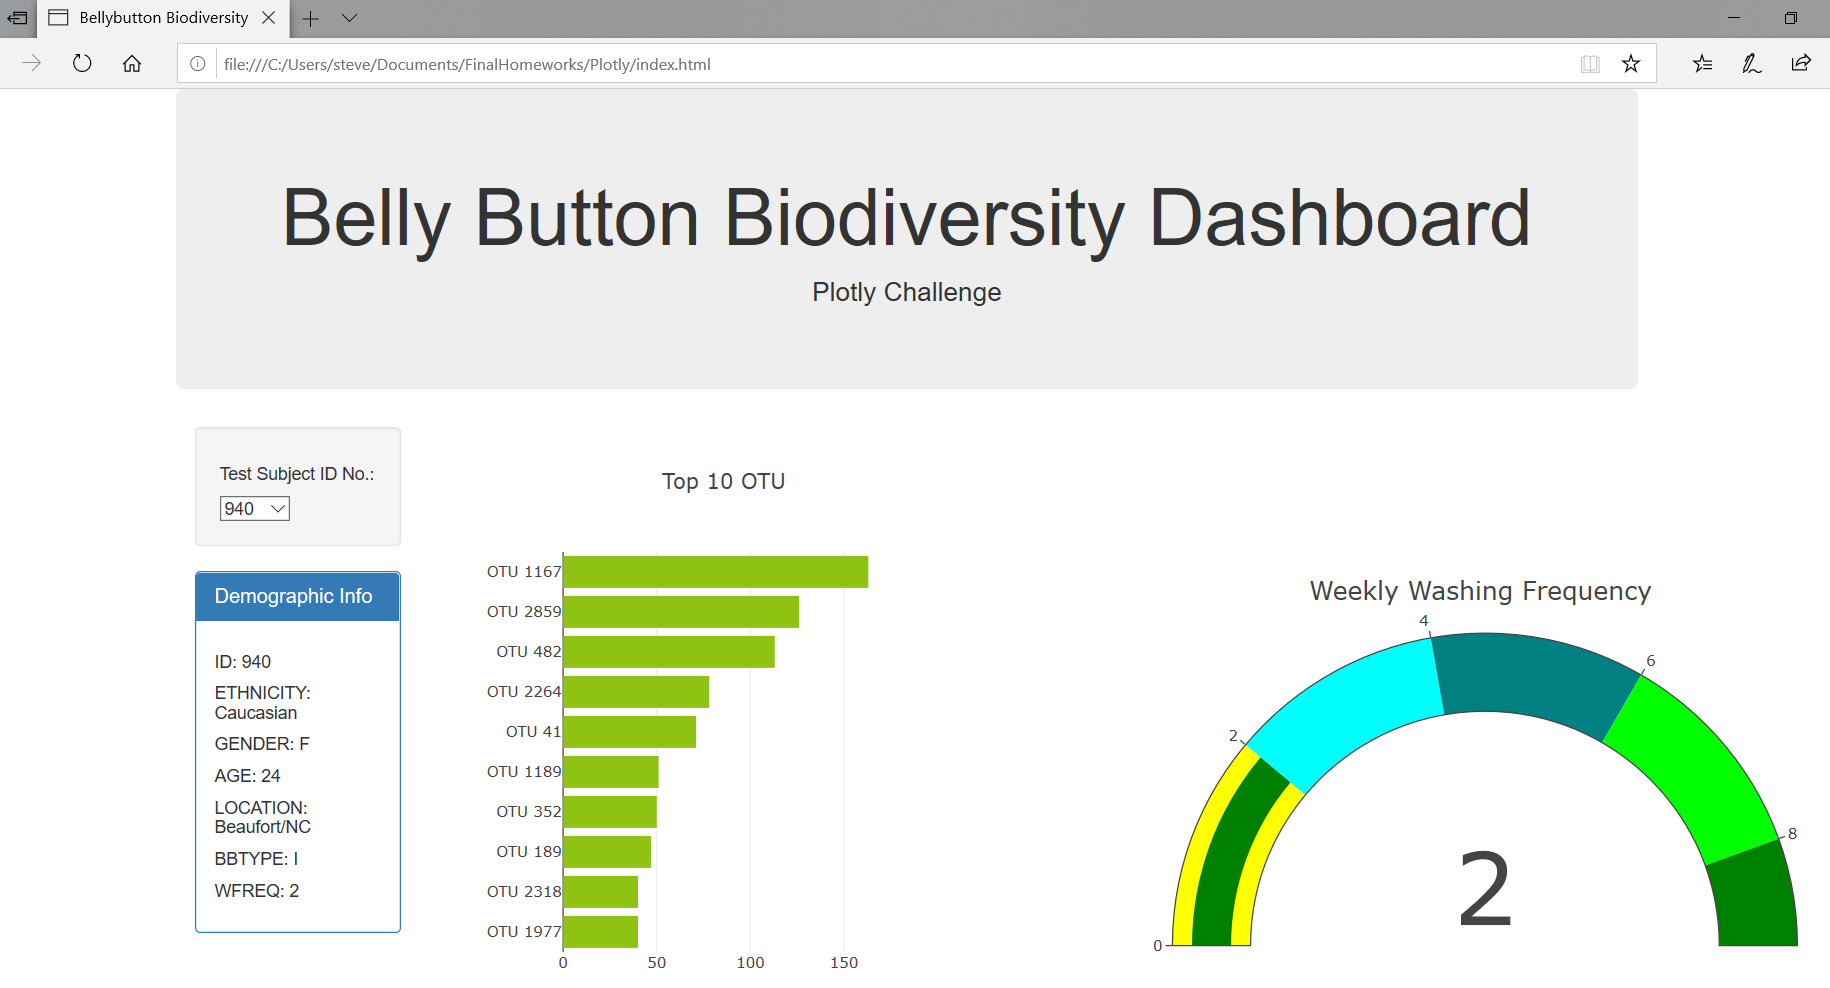 Bellybutton Biodiversity
file:///C:/Users/steve/Documents/FinalHomeworks/Plotly/index.html
Belly Button Biodiversity Dashboard
Plotly Challenge
Test Subject ID No.:
940
Demographic Info
ID: 940
ETHNICITY:
Caucasian
GENDER: F
AGE: 24
LOCATION:
Beaufort/NC
BBTYPE: I
WFREQ: 2
Top 10 OTU
OTU 1167
OTU 2859
OTU 482
OTU 2264
OTU 41
OTU 1189
OTU 352
OTU 189
OTU 2318
OTU 1977
0 50 100 150
Weekly Washing Frequency
0
2
4
6
8
2